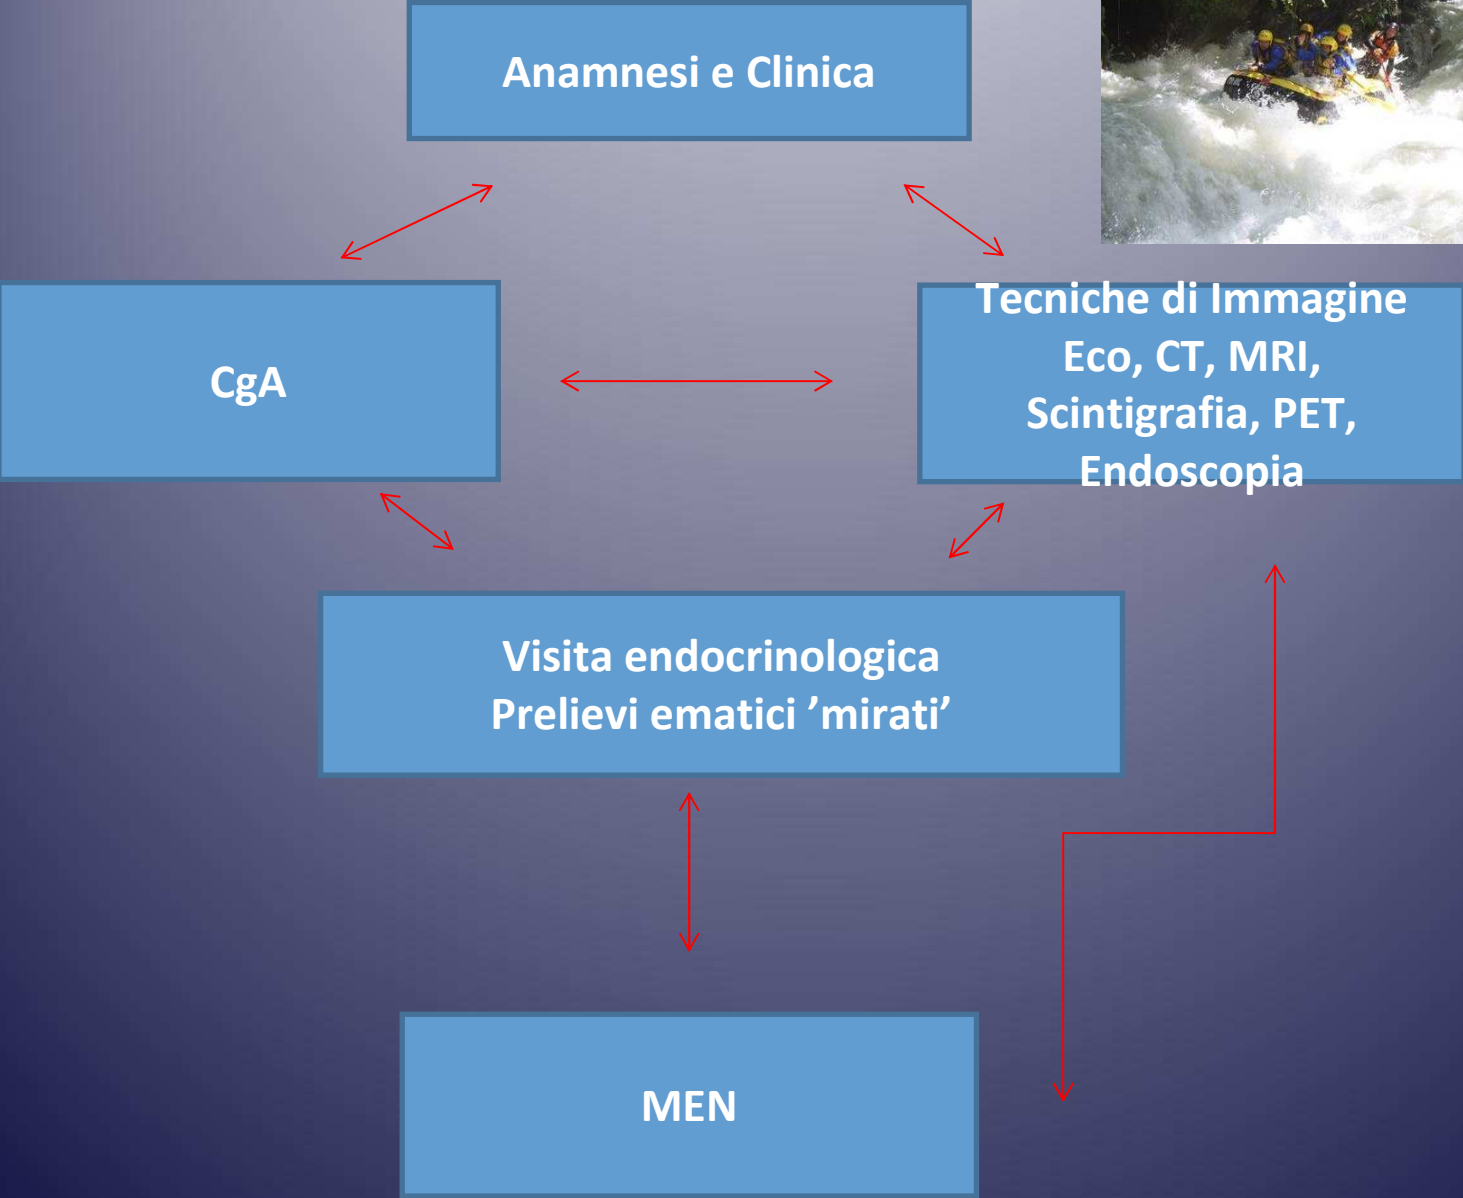 Anamnesi e Clinica
CgA
Tecniche di Immagine
Eco, CT, MRI,
Scintigrafia, PET,
Endoscopia
Visita endocrinologica
Prelievi ematici ’mirati’
MEN